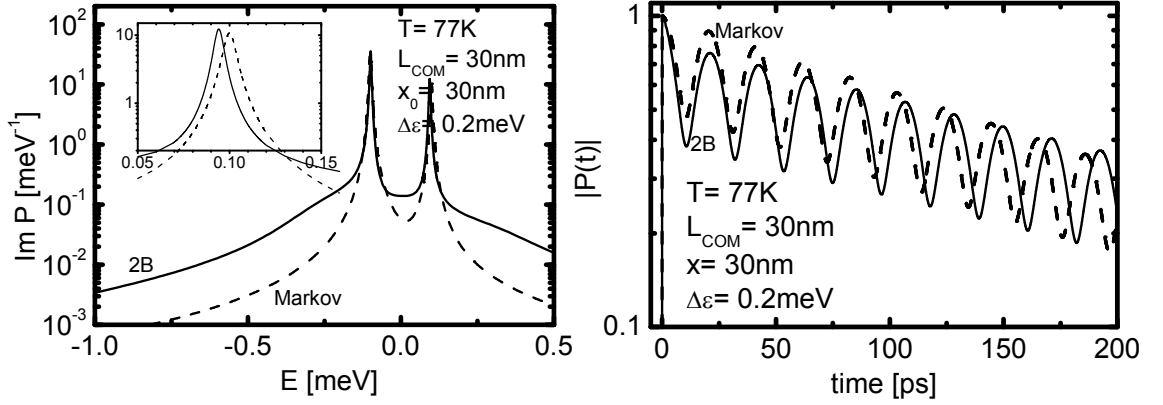 10²
T= 77K
L_COM = 30nm
x₀ = 30nm
Δε= 0.2meV
10
1
0.05 0.10 0.15
10¹
10⁰
10⁻¹
10⁻²
10⁻³
Im P [meV⁻¹]
2B
Markov
-1.0 -0.5 0.0 0.5
E [meV]
1
Markov
2B
|P(t)|
T= 77K
L_COM = 30nm
x= 30nm
Δε= 0.2meV
0.1
0 50 100 150 200
time [ps]